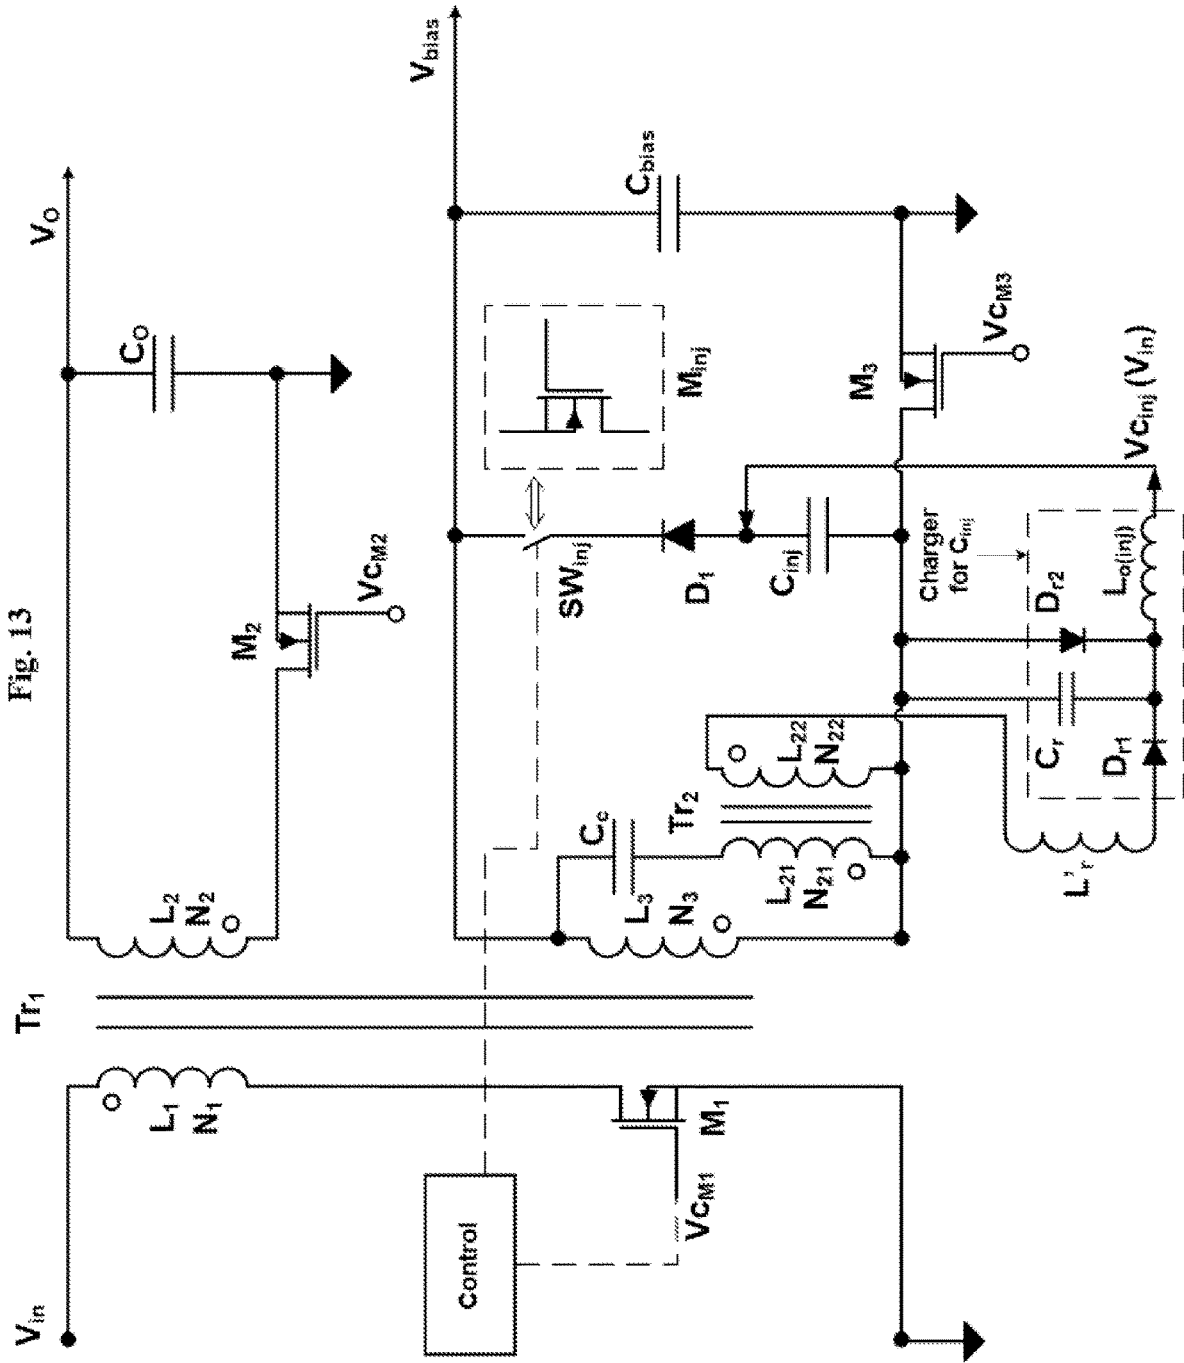 Fig. 13
Vin
Tr1
L1
N1
L2
N2
M2
VcM2
CO
VO
Control
VcM1
M1
L3
N3
Cc
Tr2
L21
N21
L22
N22
SWinj
D1
Cinj
Minj
Cbias
Vbias
M3
VcM3
Charger
for Cinj
Vcinj (Vin)
L'r
Cr
Dr1
Dr2
Lo(inj)